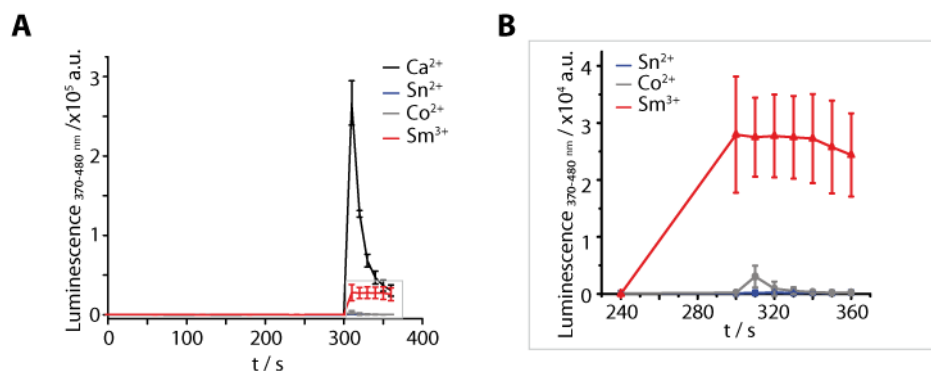 A
Luminescence 370-480 nm /x10⁵ a.u.
3
2
1
0
Ca²⁺
Sn²⁺
Co²⁺
Sm³⁺
0 100 200 300 400
t / s
B
Luminescence 370-480 nm / x10⁴ a.u.
4
3
2
1
0
Sn²⁺
Co²⁺
Sm³⁺
240 280 320 360
t / s